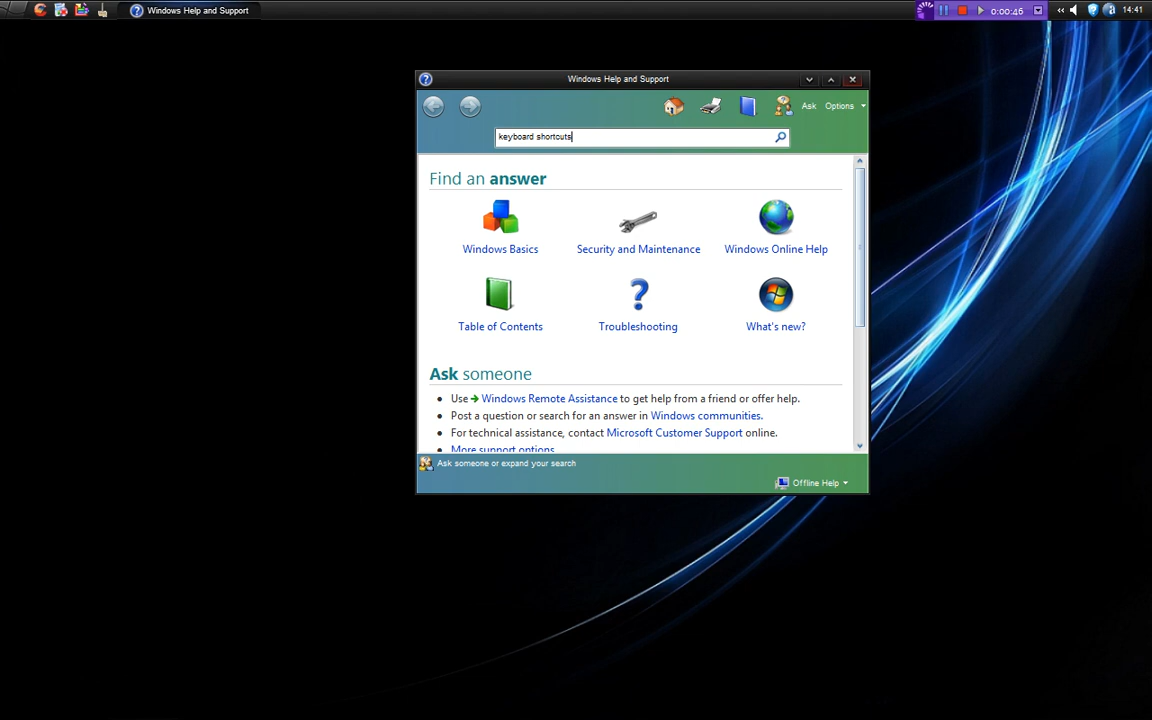 Windows Help and Support
0:00:46
14:41
Windows Help and Support
Ask
Options
keyboard shortcuts
Find an answer
Windows Basics
Security and Maintenance
Windows Online Help
Table of Contents
Troubleshooting
What's new?
Ask someone
Use Windows Remote Assistance to get help from a friend or offer help.
Post a question or search for an answer in Windows communities.
For technical assistance, contact Microsoft Customer Support online.
More support options
Ask someone or expand your search
Offline Help